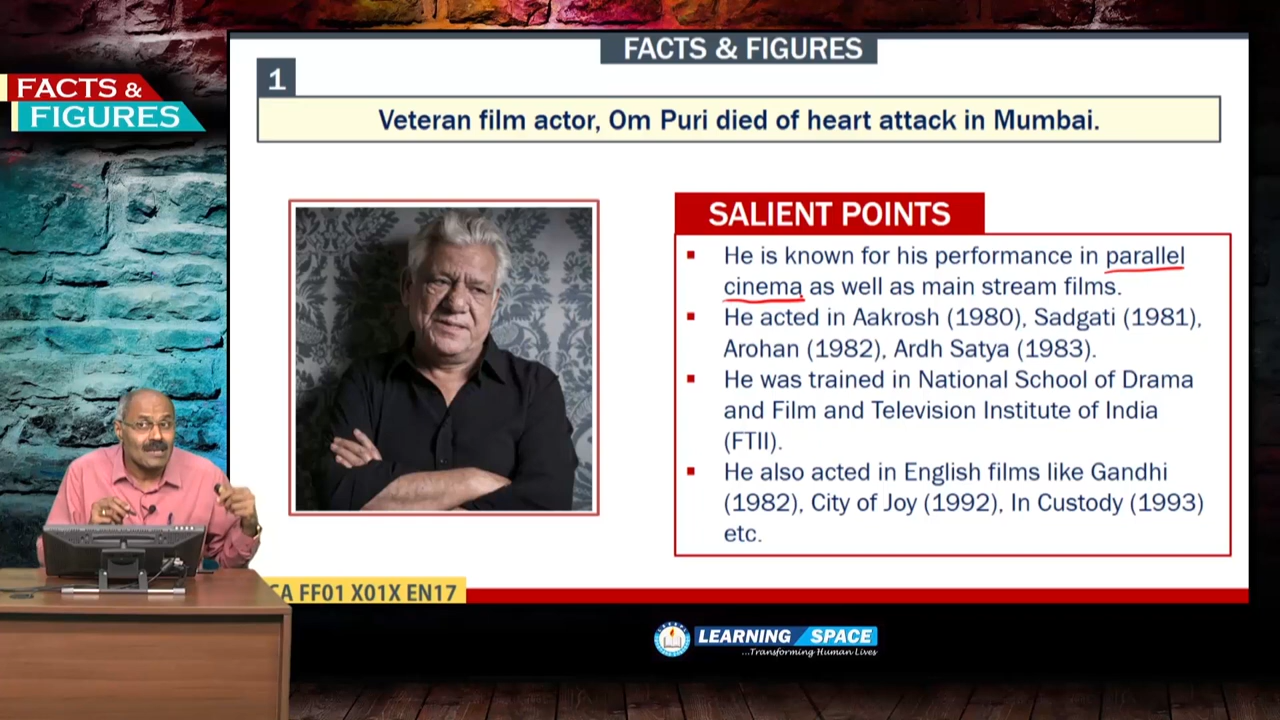 FACTS & FIGURES
FACTS &
FIGURES
1
Veteran film actor, Om Puri died of heart attack in Mumbai.
SALIENT POINTS
▪ He is known for his performance in parallel
cinema as well as main stream films.
▪ He acted in Aakrosh (1980), Sadgati (1981),
Arohan (1982), Ardh Satya (1983).
▪ He was trained in National School of Drama
and Film and Television Institute of India
(FTII).
▪ He also acted in English films like Gandhi
(1982), City of Joy (1992), In Custody (1993)
etc.
CA FF01 X01X EN17
LEARNING SPACE
...Transforming Human Lives